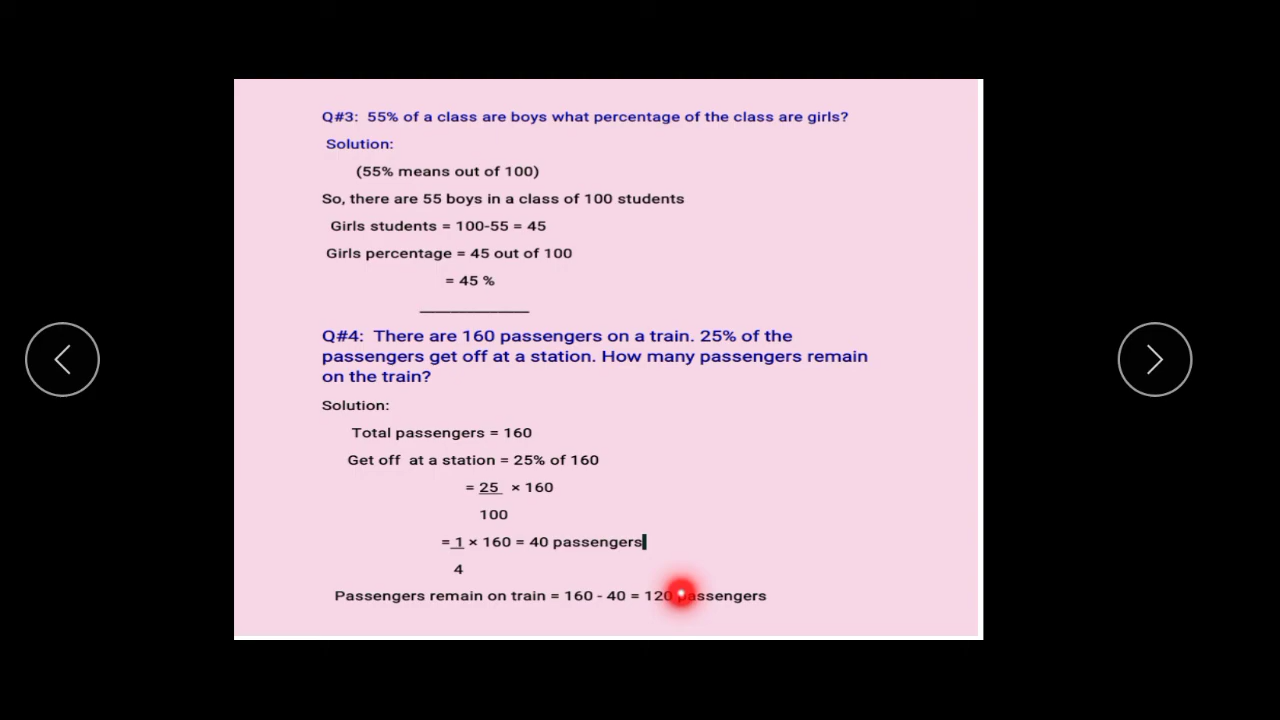 Q#3: 55% of a class are boys what percentage of the class are girls?
Solution:
(55% means out of 100)
So, there are 55 boys in a class of 100 students
Girls students = 100-55 = 45
Girls percentage = 45 out of 100
= 45 %
Q#4: There are 160 passengers on a train. 25% of the
passengers get off at a station. How many passengers remain
on the train?
Solution:
Total passengers = 160
Get off at a station = 25% of 160
= 25 × 160
100
= 1 × 160 = 40 passengers
4
Passengers remain on train = 160 - 40 = 120 passengers